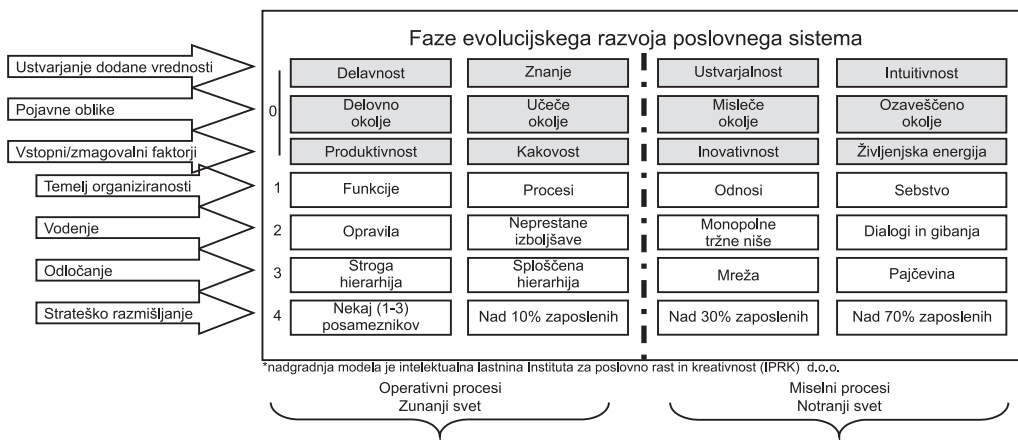 Faze evolucijskega razvoja poslovnega sistema
Ustvarjanje dodane vrednosti
Delavnost
Znanje
Ustvarjalnost
Intuitivnost
Pojavne oblike
0
Delovno
okolje
Učeče
okolje
Misleče
okolje
Ozaveščeno
okolje
Vstopni/zmagovalni faktorji
Produktivnost
Kakovost
Inovativnost
Življenjska energija
Temelj organiziranosti
1
Funkcije
Procesi
Odnosi
Sebstvo
Vodenje
2
Opravila
Neprestane
izboljšave
Monopolne
tržne niše
Dialogi in gibanja
Odločanje
3
Stroga
hierarhija
Sploščena
hierarhija
Mreža
Pajčevina
Strateško razmišljanje
4
Nekaj (1-3)
posameznikov
Nad 10% zaposlenih
Nad 30% zaposlenih
Nad 70% zaposlenih
*nadgradnja modela je intelektualna lastnina Instituta za poslovno rast in kreativnost (IPRK) d.o.o.
Operativni procesi
Zunanji svet
Miselni procesi
Notranji svet